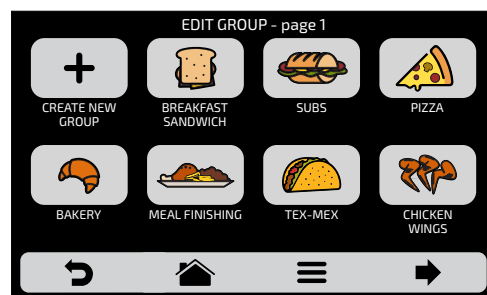 EDIT GROUP - page 1
CREATE NEW
GROUP
BREAKFAST
SANDWICH
SUBS
PIZZA
BAKERY
MEAL FINISHING
TEX-MEX
CHICKEN
WINGS